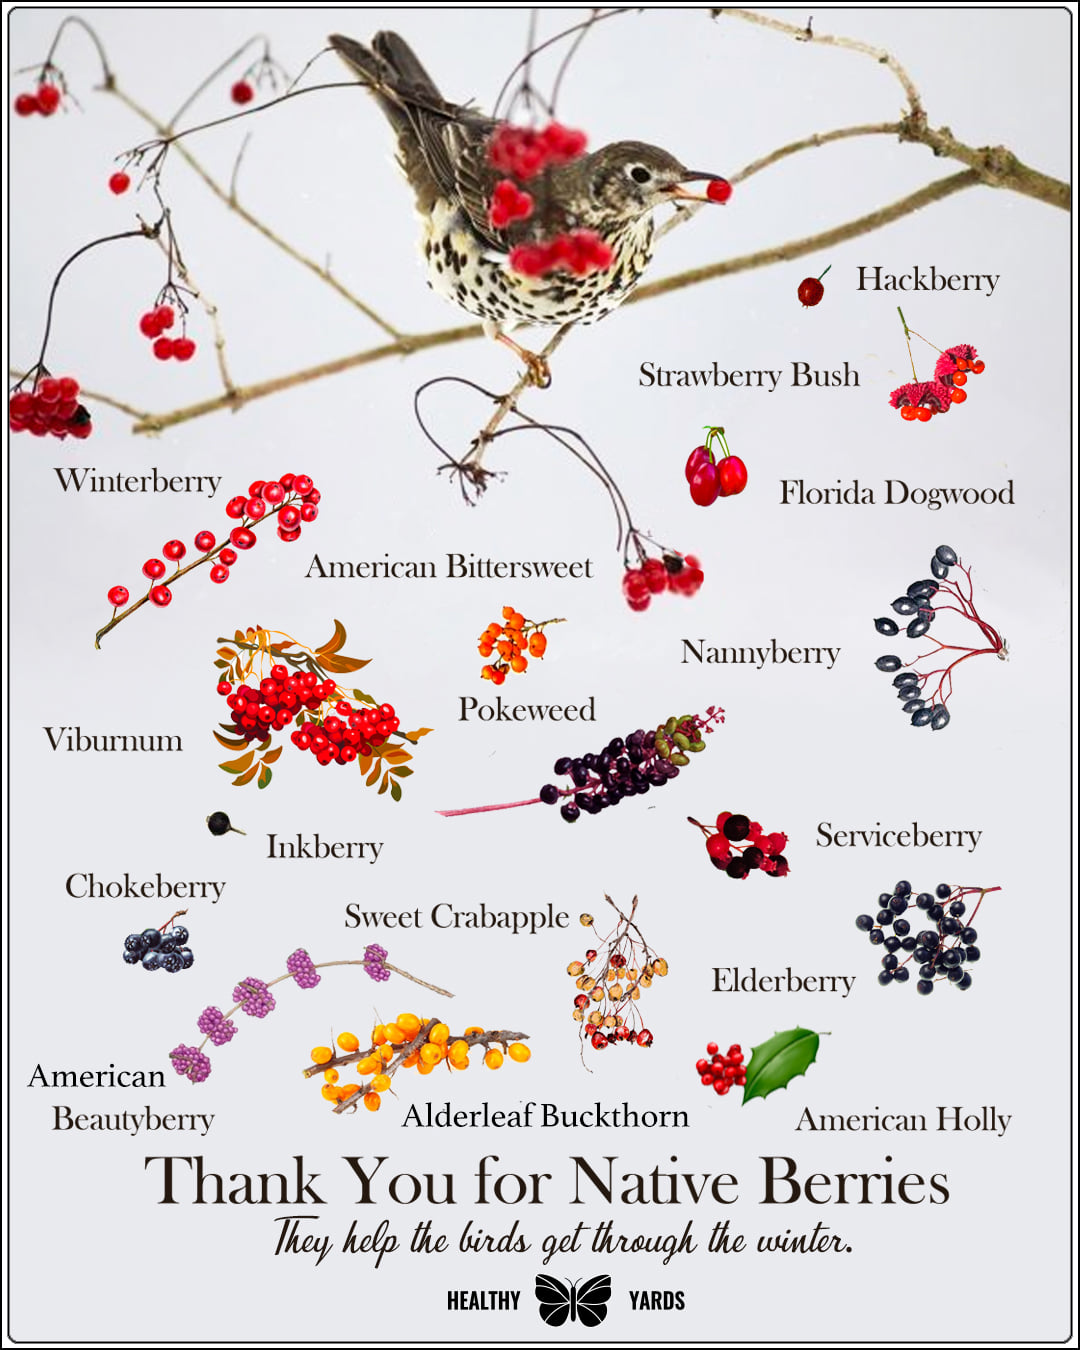 Hackberry
Strawberry Bush
Winterberry
Florida Dogwood
American Bittersweet
Nannyberry
Pokeweed
Viburnum
Serviceberry
Inkberry
Chokeberry
Sweet Crabapple
Elderberry
American
Beautyberry
Alderleaf Buckthorn
American Holly
Thank You for Native Berries
They help the birds get through the winter.
HEALTHY YARDS